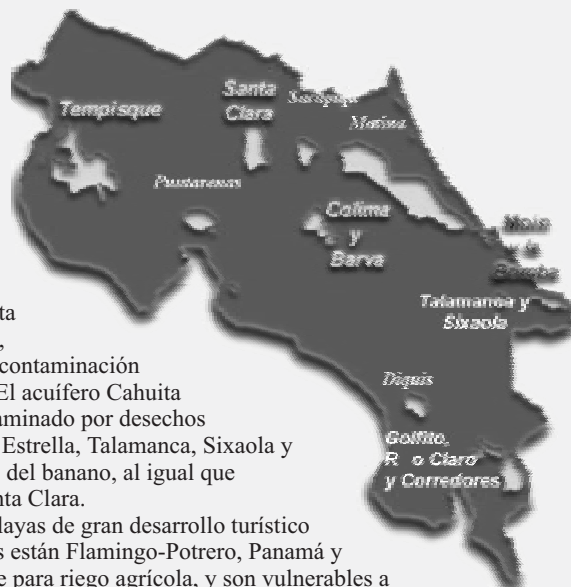 Tempisque
Santa
Clara
Sarapiquí
Matina
Puntarenas
Colima
y
Barva
Moín
y la
Bomba
Talamanca y
Sixaola
Diquis
Golfito,
R o Claro
y Corredores
ta
,
contaminación
El acuífero Cahuita
aminado por desechos
Estrella, Talamanca, Sixaola y
del banano, al igual que
nta Clara.
layas de gran desarrollo turístico
s están Flamingo-Potrero, Panamá y
e para riego agrícola, y son vulnerables a